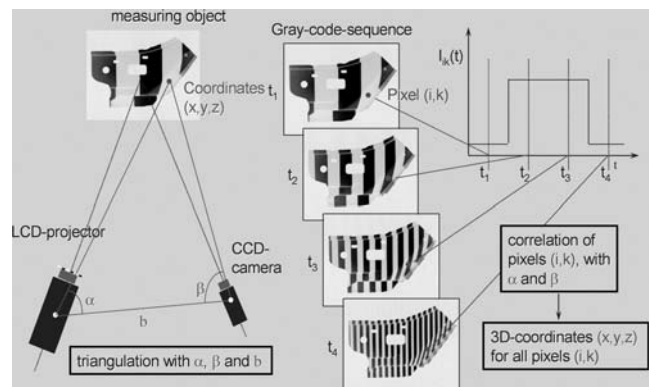 measuring object
Coordinates
(x,y,z)
LCD-projector
CCD-
camera
α
β
b
triangulation with α, β and b
Gray-code-sequence
t₁
Pixel (i,k)
t₂
t₃
t₄
Iᵢₖ(t)
t₁ t₂ t₃ t₄ t
correlation of
pixels (i,k), with
α and β
3D-coordinates (x,y,z)
for all pixels (i,k)